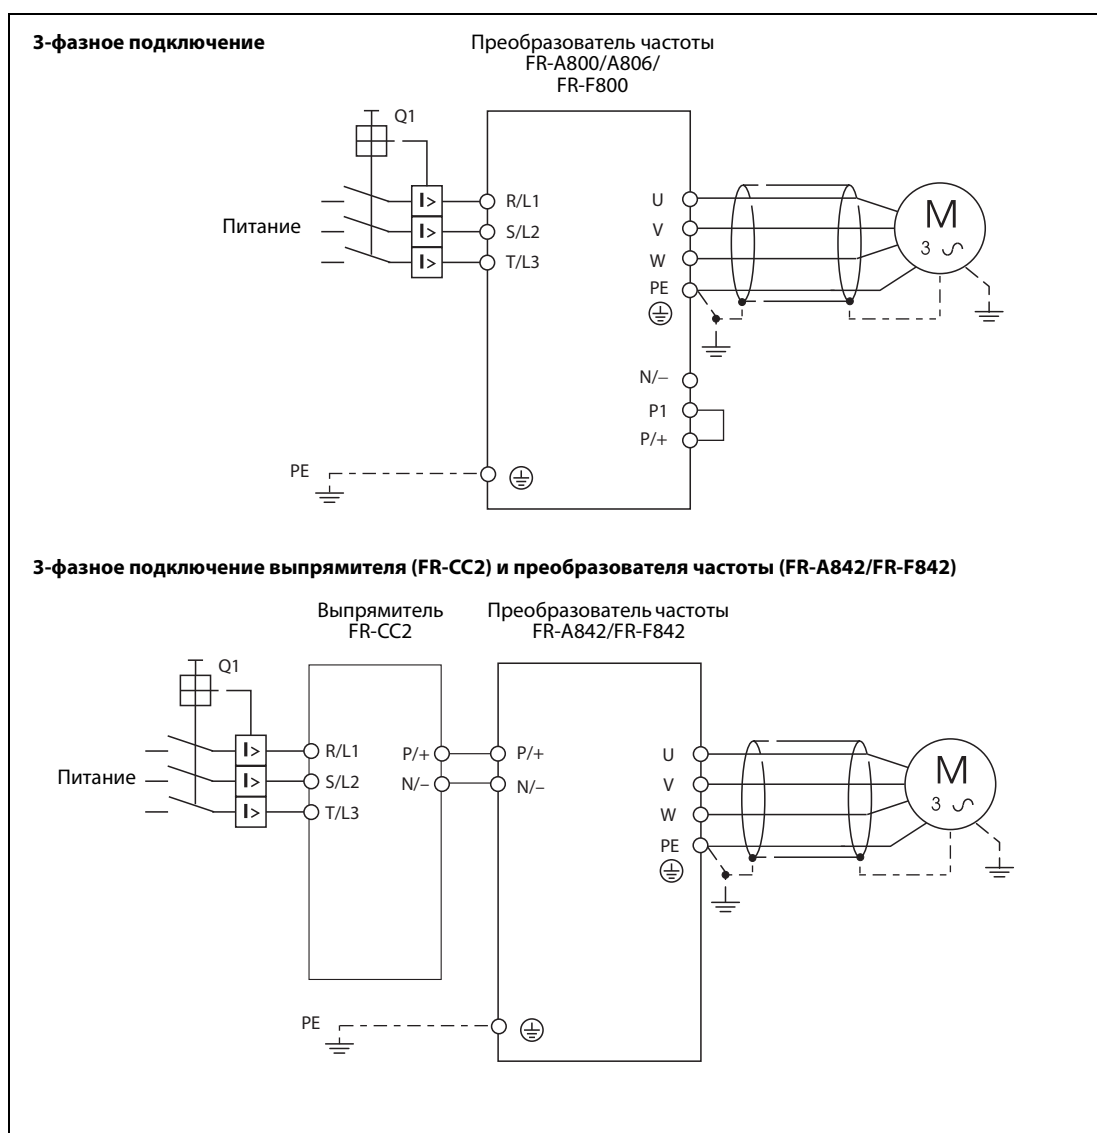 3-фазное подключение
Преобразователь частоты
FR-A800/A806/
FR-F800
Q1
I>
R/L1
U
M
3
Питание
I>
S/L2
V
I>
T/L3
W
PE
N/–
P1
P/+
PE
3-фазное подключение выпрямителя (FR-CC2) и преобразователя частоты (FR-A842/FR-F842)
Выпрямитель
FR-CC2
Преобразователь частоты
FR-A842/FR-F842
Q1
I>
R/L1
P/+
P/+
U
M
3
Питание
I>
S/L2
N/–
N/–
V
I>
T/L3
W
PE
PE